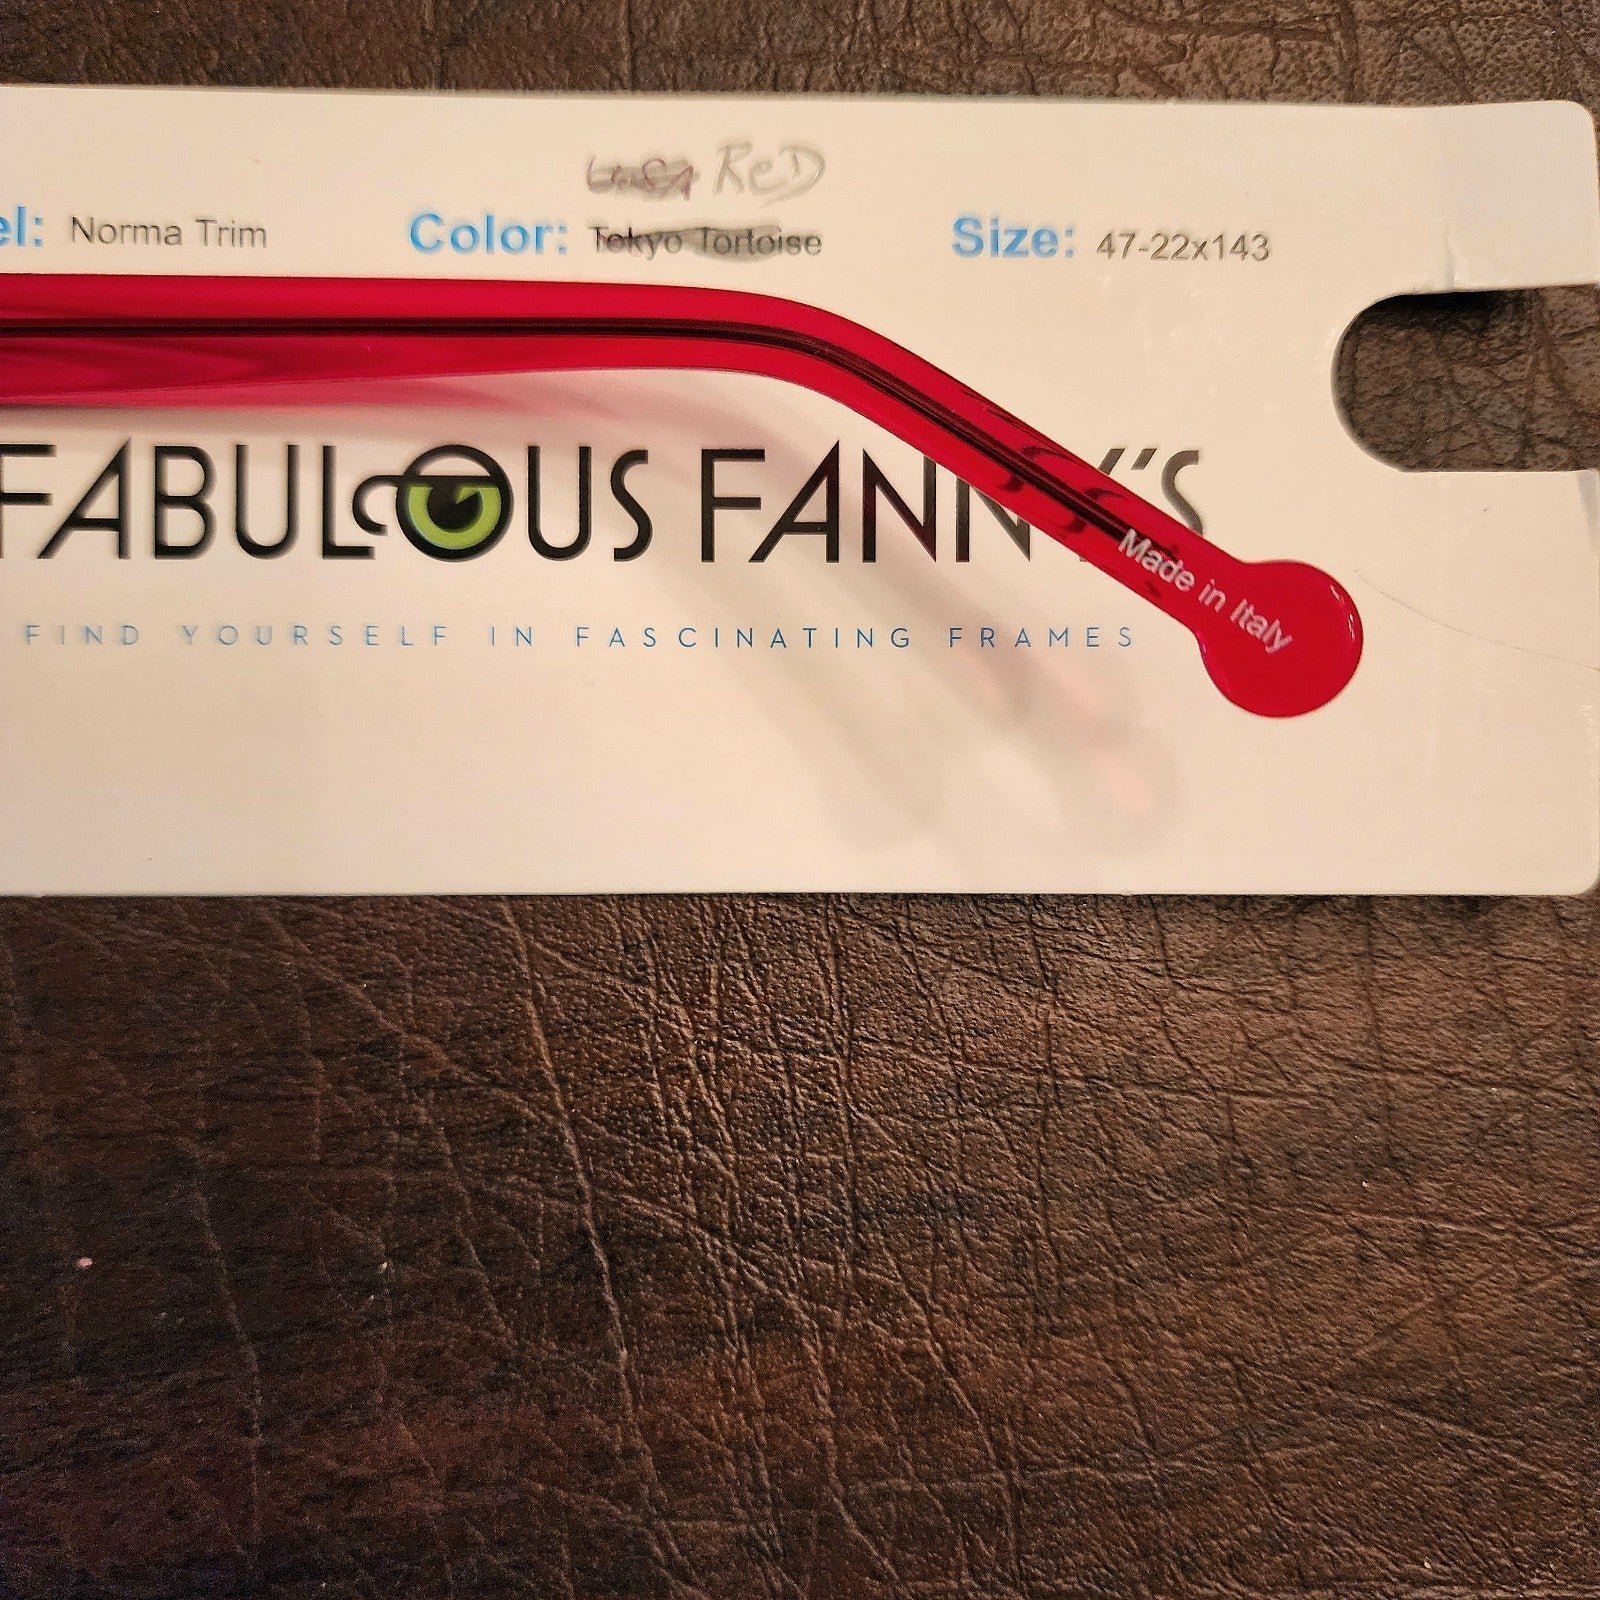 ReD
el: Norma Trim Color: Tokyo Tortoise Size: 47-22x143
FABULOUS FANNY'S
Made in Italy
FIND YOURSELF IN FASCINATING FRAMES